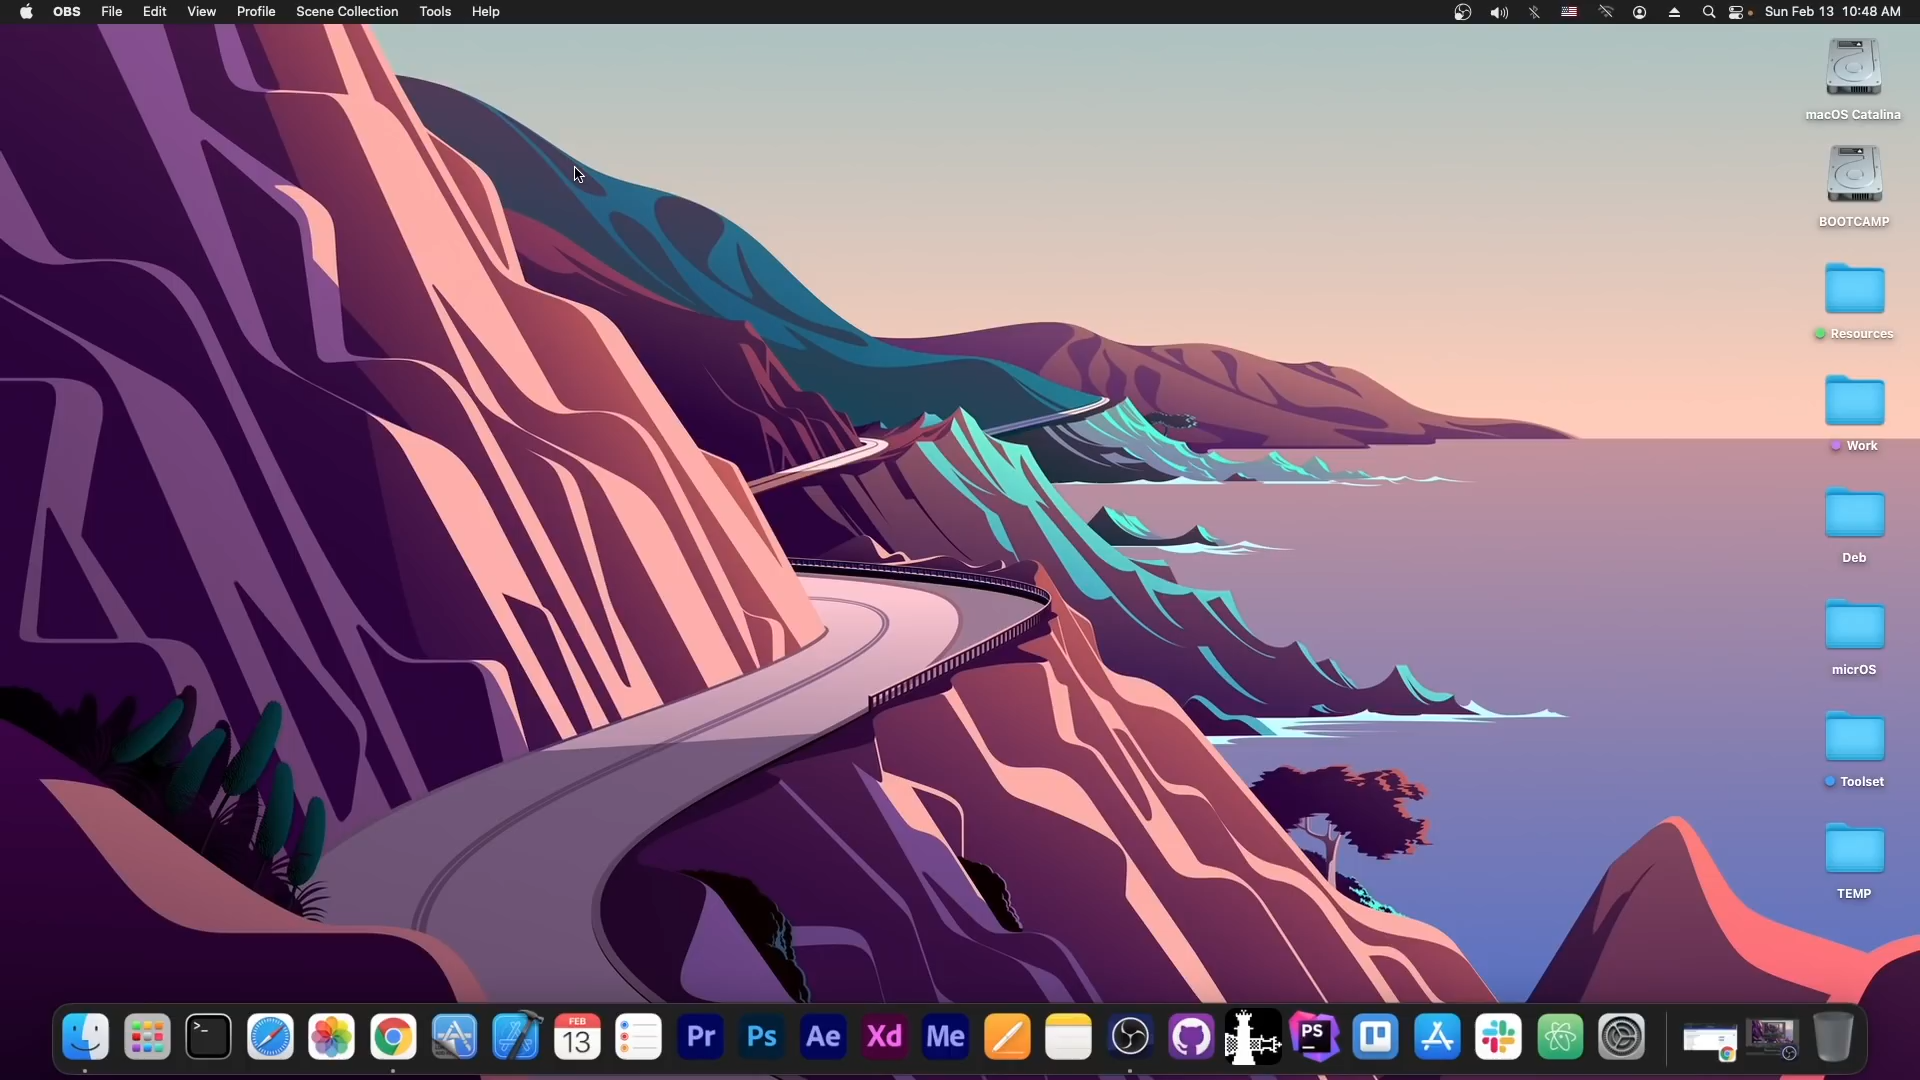 OBS File Edit View Profile Scene Collection Tools Help
Sun Feb 13 10:48 AM
macOS Catalina
BOOTCAMP
Resources
Work
Deb
micrOS
Toolset
TEMP
>_
FEB
13
Pr
Ps
Ae
Xd
Me
PS